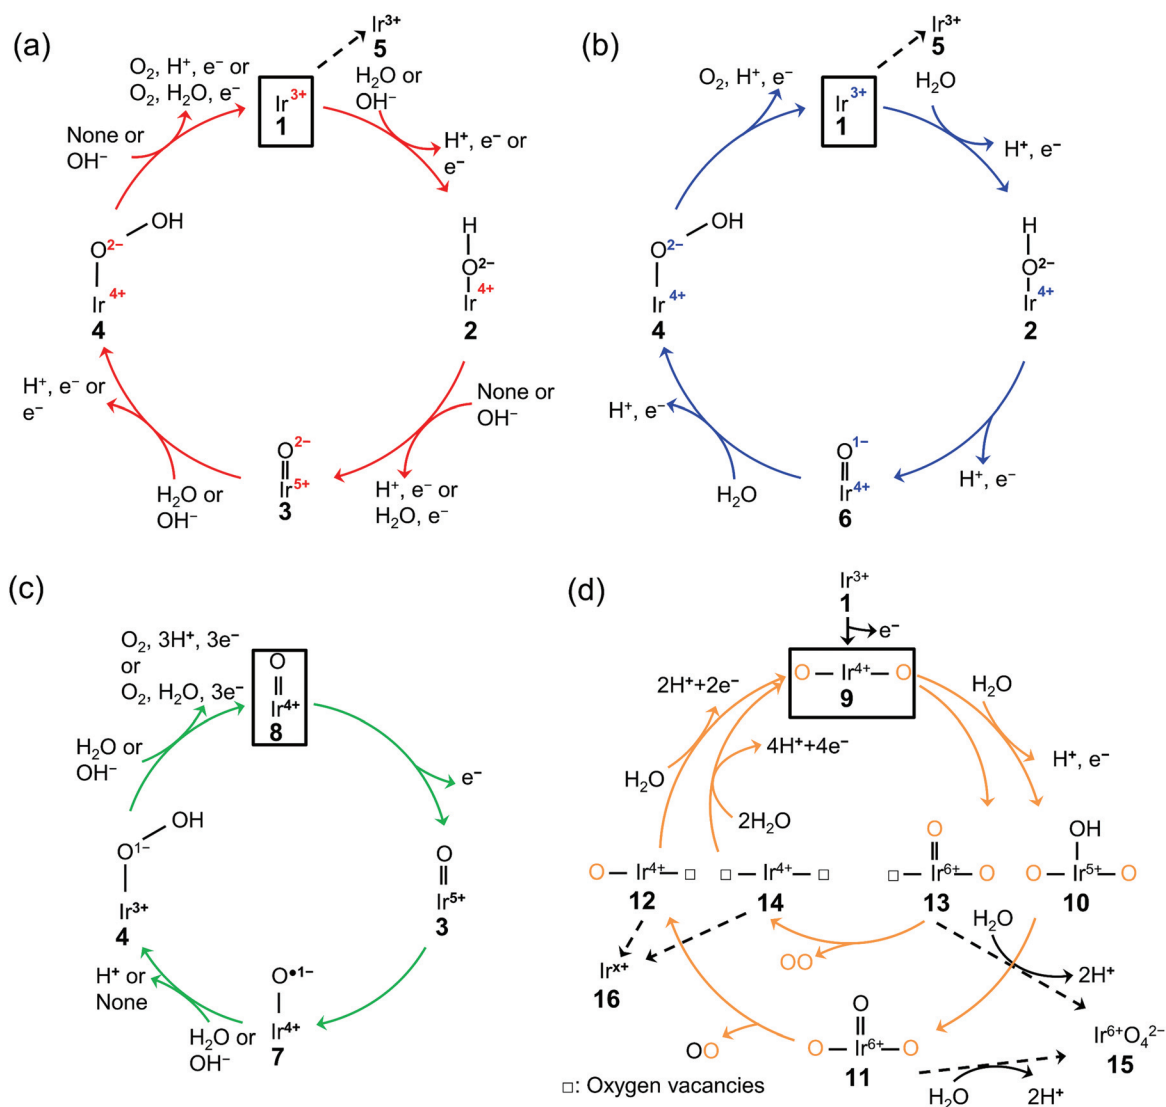 (a)
Ir³⁺
5
O₂, H⁺, e⁻ or
O₂, H₂O, e⁻
Ir³⁺
1
H₂O or
OH⁻
None or
OH⁻
H⁺, e⁻ or
e⁻
OH
O²⁻
Ir⁴⁺
4
H
O²⁻
Ir⁴⁺
2
H⁺, e⁻ or
e⁻
None or
OH⁻
O²⁻
Ir⁵⁺
3
H₂O or
OH⁻
H⁺, e⁻ or
H₂O, e⁻
(b)
Ir³⁺
5
O₂, H⁺, e⁻
Ir³⁺
1
H₂O
H⁺, e⁻
OH
O²⁻
Ir⁴⁺
4
H
O²⁻
Ir⁴⁺
2
H⁺, e⁻
H₂O
O¹⁻
Ir⁴⁺
6
H⁺, e⁻
(c)
O₂, 3H⁺, 3e⁻
or
O₂, H₂O, 3e⁻
O
Ir⁴⁺
8
H₂O or
OH⁻
e⁻
OH
O¹⁻
Ir³⁺
4
O
Ir⁵⁺
3
H⁺ or
None
O•¹⁻
Ir⁴⁺
7
H₂O or
OH⁻
(d)
Ir³⁺
1
e⁻
O Ir⁴⁺ O
9
2H⁺+2e⁻
H₂O
4H⁺+4e⁻
H₂O
H⁺, e⁻
2H₂O
O Ir⁴⁺ □
12
□ Ir⁴⁺ □
14
O
□ Ir⁶⁺ O
13
OH
O Ir⁵⁺ O
10
H₂O
2H⁺
Irˣ⁺
16
OO
OO
O
O Ir⁶⁺ O
11
Ir⁶⁺O₄²⁻
15
H₂O
2H⁺
□: Oxygen vacancies